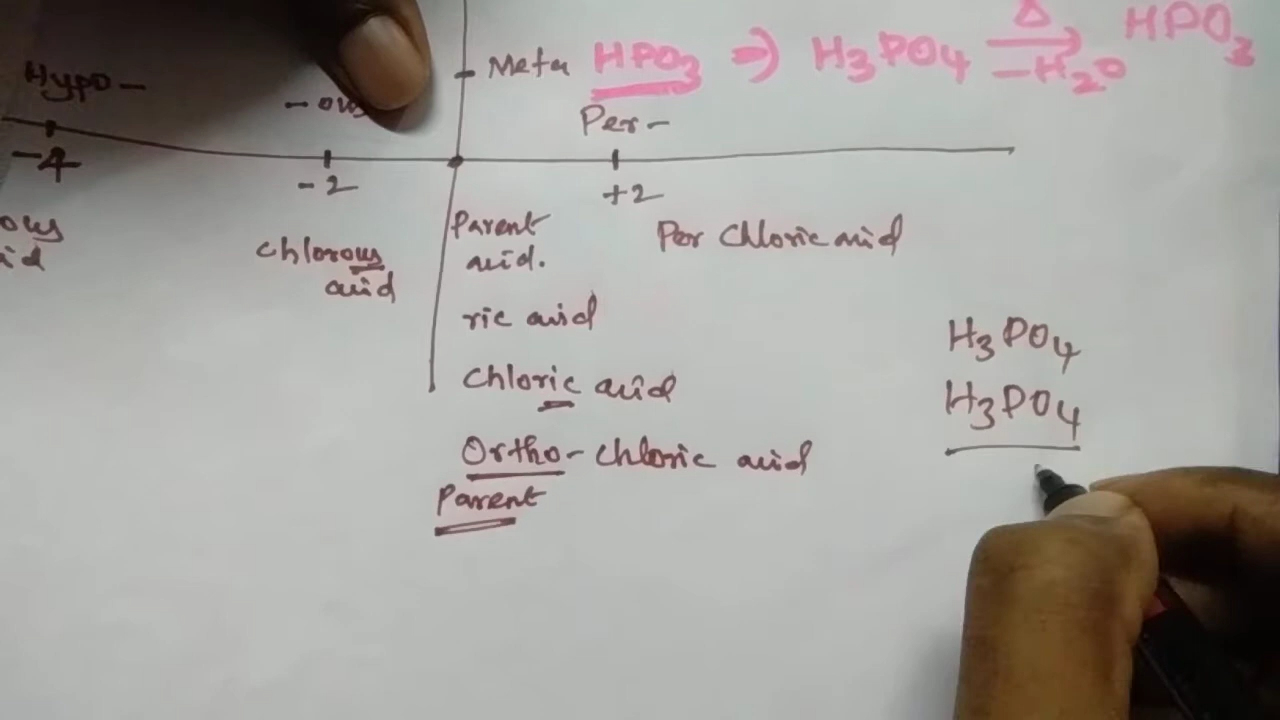 Meta HPO3 ⇒ H3PO4 Δ→ -H2O HPO3
Hypo-
-ous
Per-
-4
-2
+2
ous
id
chlorous
acid
Parent
acid.
Per chloric acid
ric acid
chloric acid
Ortho-chloric acid
Parent
H3PO4
H3PO4